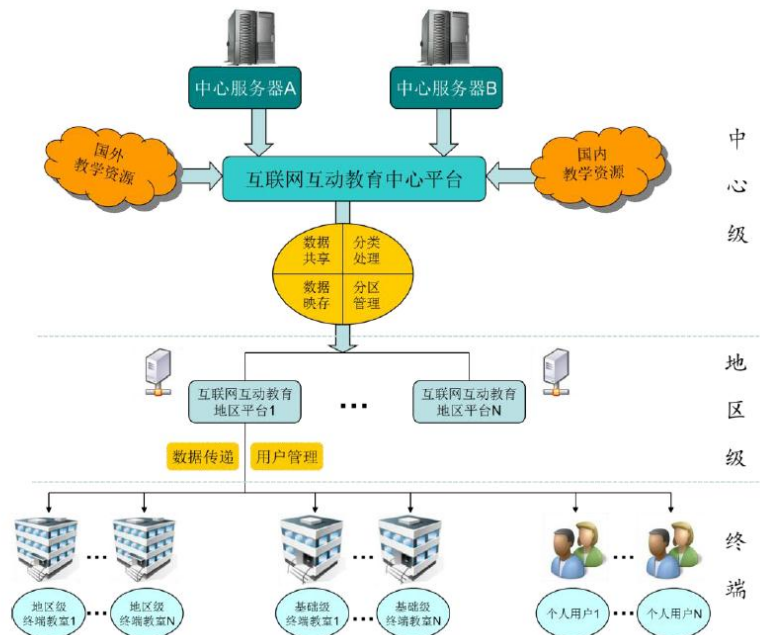 中心服务器A
中心服务器B
国外
教学资源
互联网互动教育中心平台
国内
教学资源
中
心
级
数据
共享
分类
处理
数据
映存
分区
管理
互联网互动教育
地区平台1
...
互联网互动教育
地区平台N
地
区
级
数据传递
用户管理
... ... ...
终
端
地区级
终端教室1
...
地区级
终端教室N
基础级
终端教室1
...
基础级
终端教室N
个人用户1
...
个人用户N